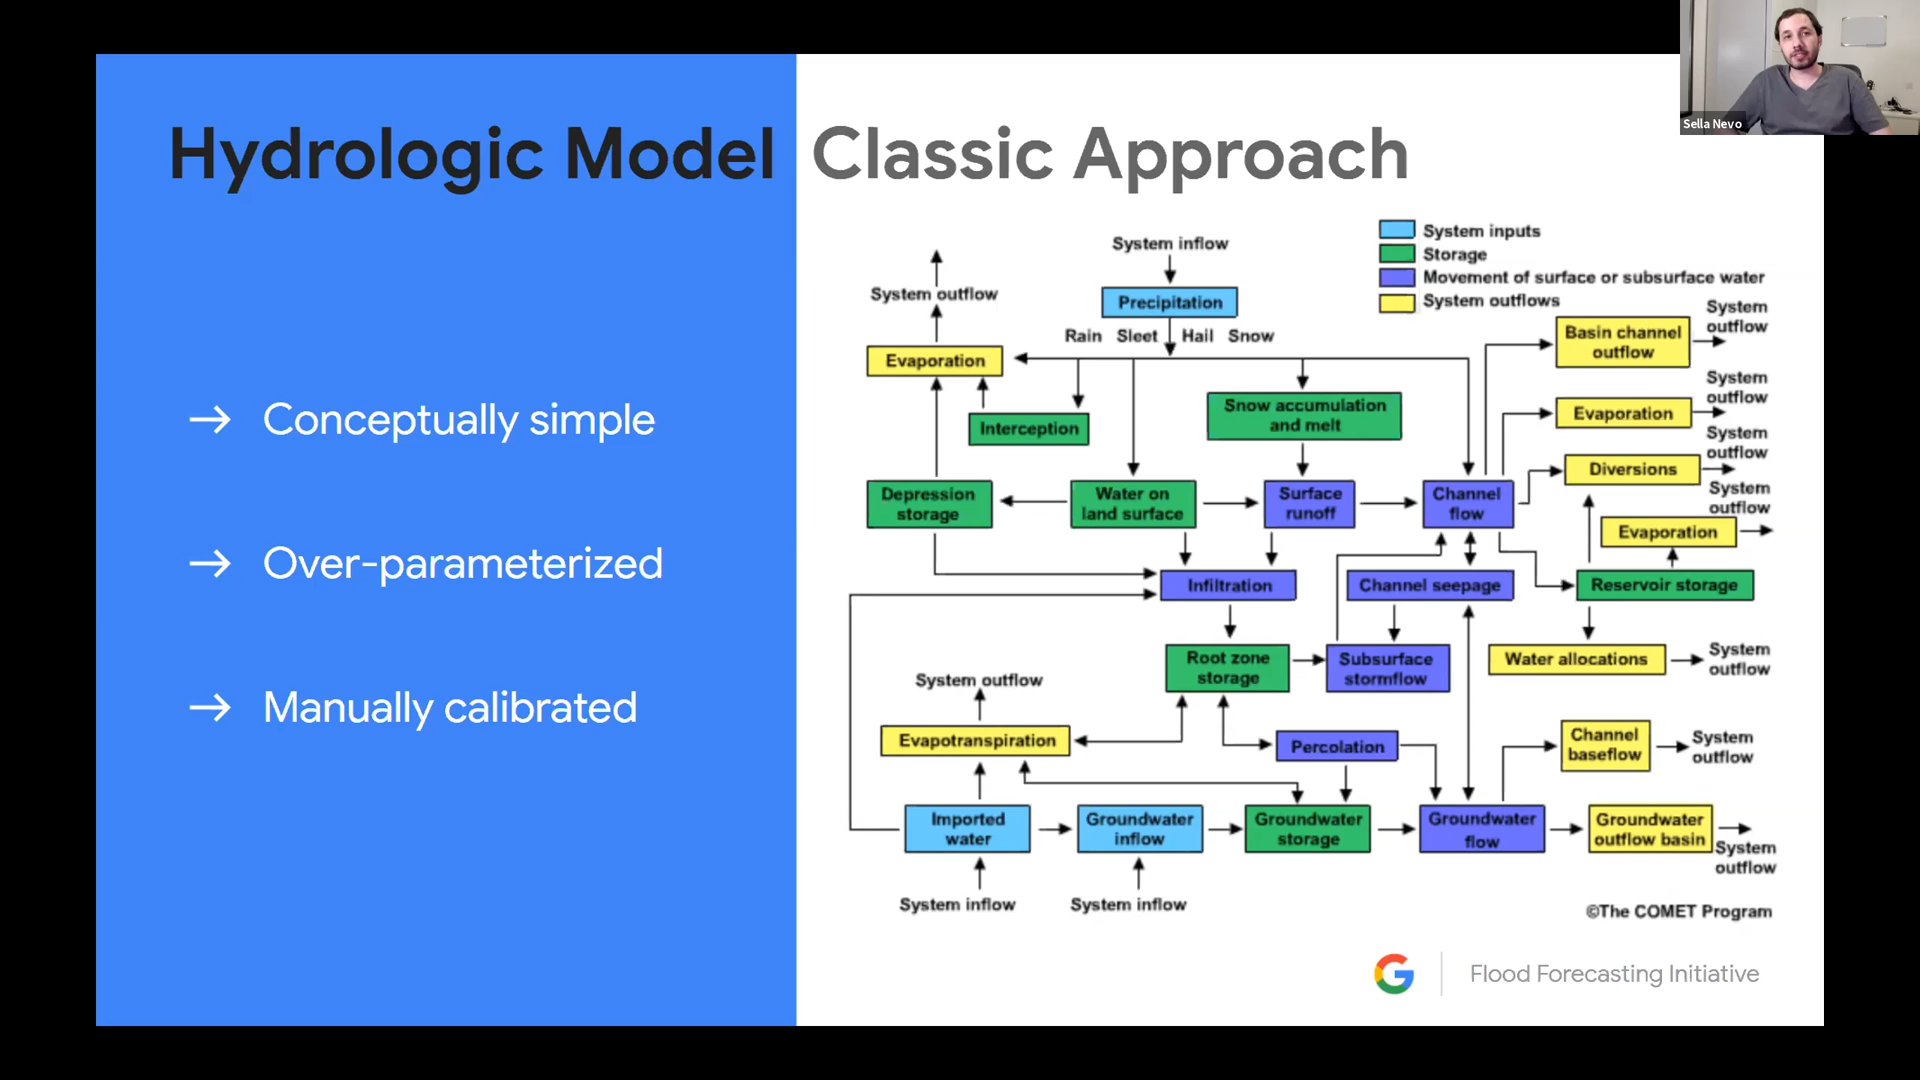 Hydrologic Model Classic Approach
Sella Nevo
→ Conceptually simple
→ Over-parameterized
→ Manually calibrated
System inputs
Storage
Movement of surface or subsurface water
System outflows
System inflow
Precipitation
Rain Sleet Hail Snow
System outflow
Evaporation
Interception
Snow accumulation
and melt
Depression
storage
Water on
land surface
Surface
runoff
Channel
flow
Basin channel
outflow
System
outflow
Evaporation
System
outflow
Diversions
System
outflow
Evaporation
System
outflow
Infiltration
Channel seepage
Reservoir storage
Root zone
storage
Subsurface
stormflow
Water allocations
System
outflow
System outflow
Evapotranspiration
Percolation
Channel
baseflow
System
outflow
Imported
water
Groundwater
inflow
Groundwater
storage
Groundwater
flow
Groundwater
outflow basin
System
outflow
System inflow
System inflow
©The COMET Program
Flood Forecasting Initiative